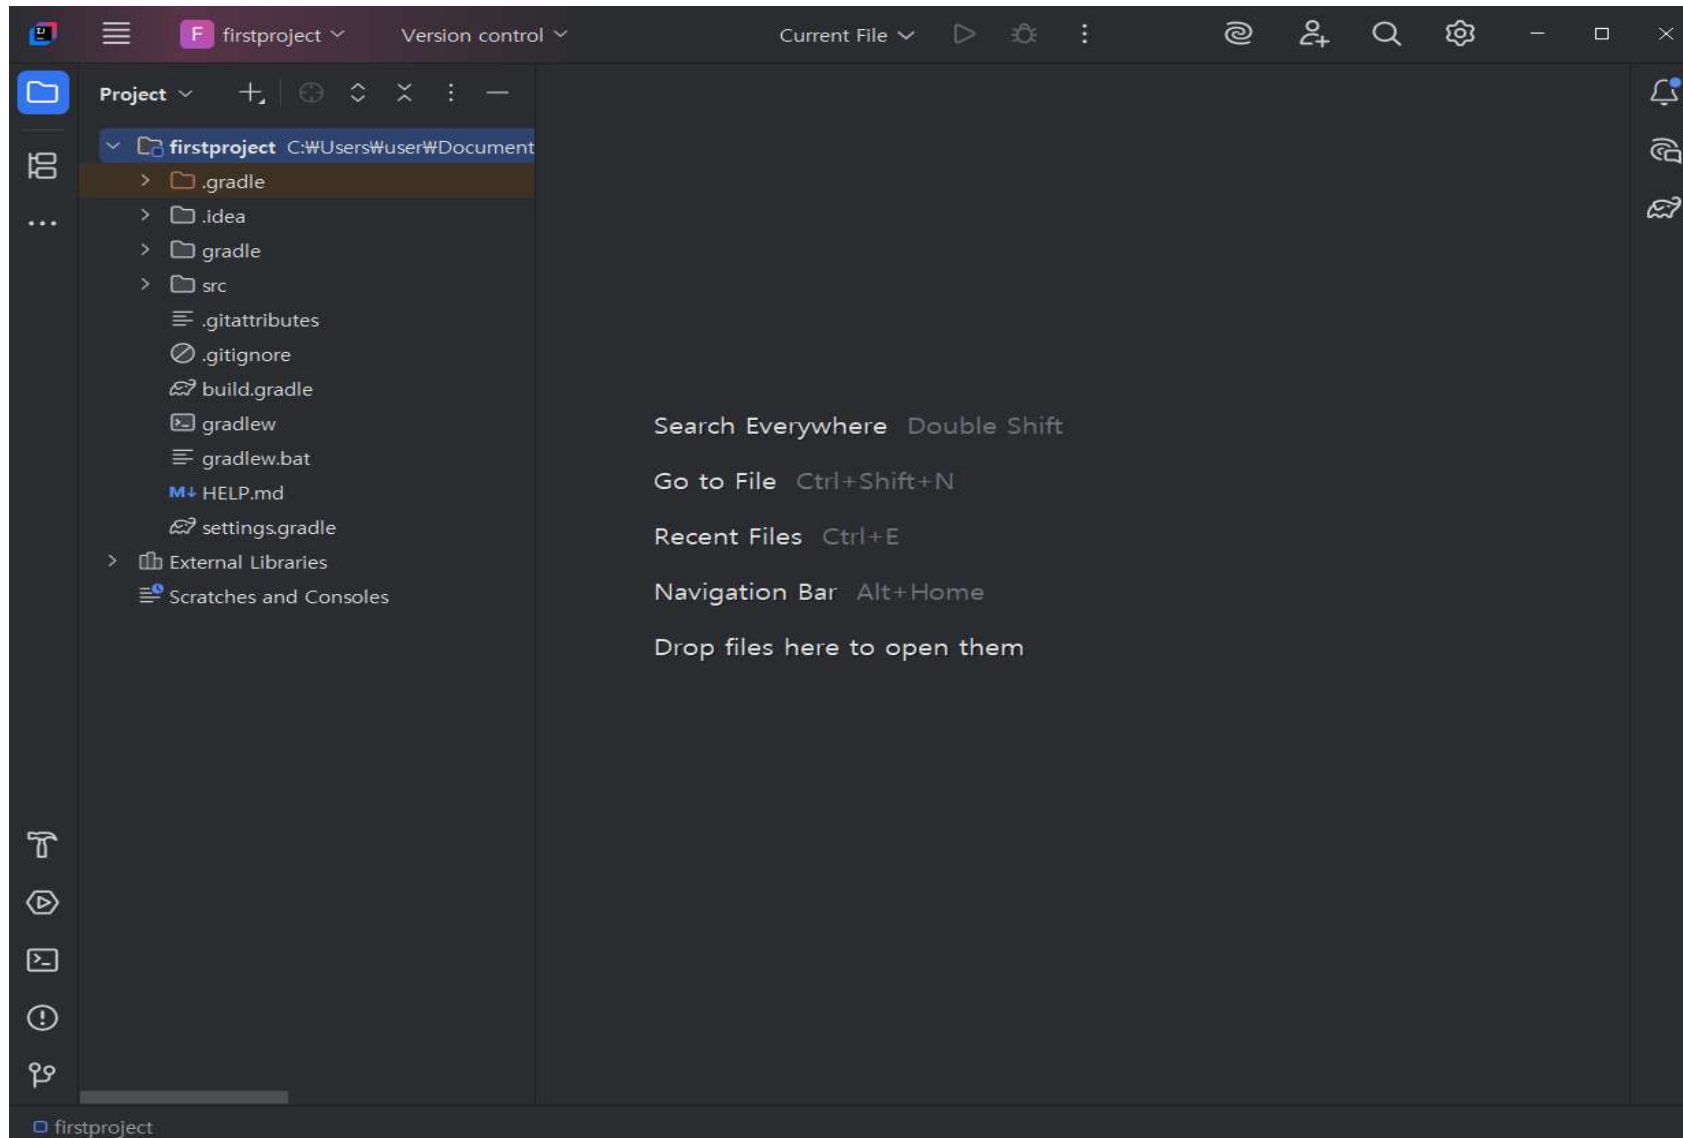 F firstproject Version control Current File
Project
firstproject C:₩Users₩user₩Document
.gradle
.idea
gradle
src
.gitattributes
.gitignore
build.gradle
gradlew
gradlew.bat
M↓ HELP.md
settings.gradle
External Libraries
Scratches and Consoles
Search Everywhere Double Shift
Go to File Ctrl+Shift+N
Recent Files Ctrl+E
Navigation Bar Alt+Home
Drop files here to open them
firstproject